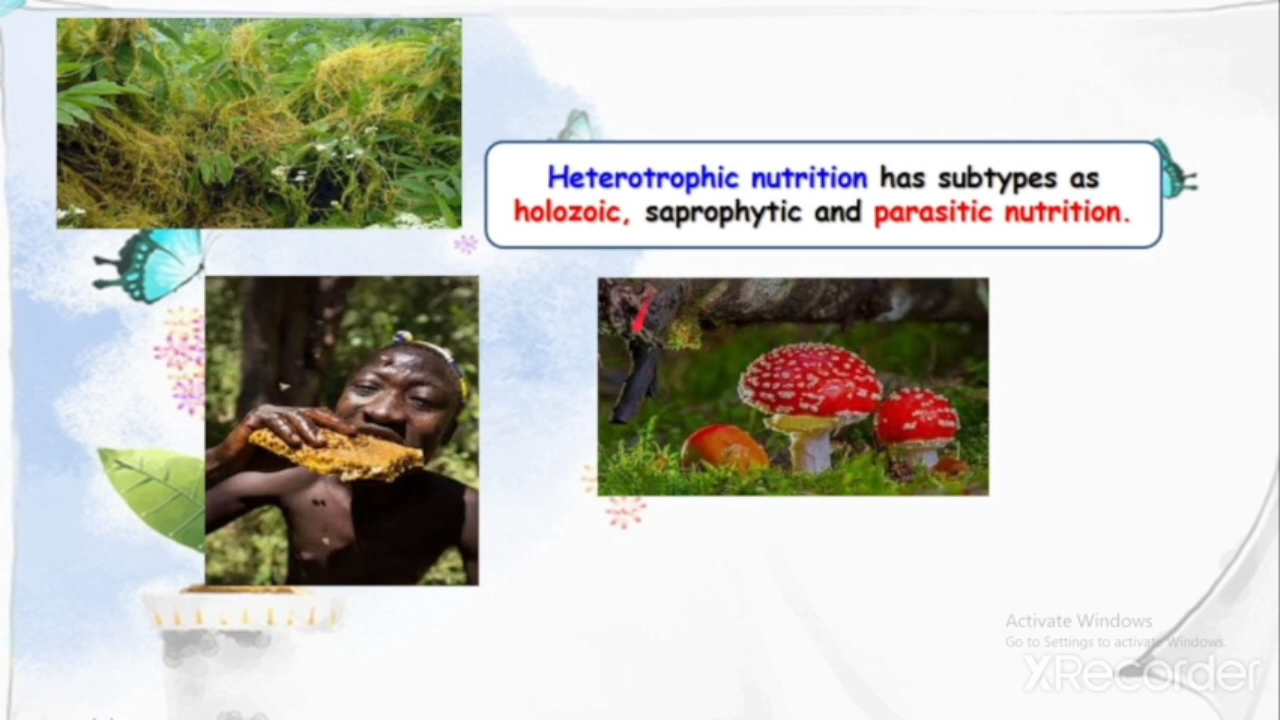 Heterotrophic nutrition has subtypes as
holozoic, saprophytic and parasitic nutrition.
Activate Windows
Go to Settings to activate Windows.
XRecorder